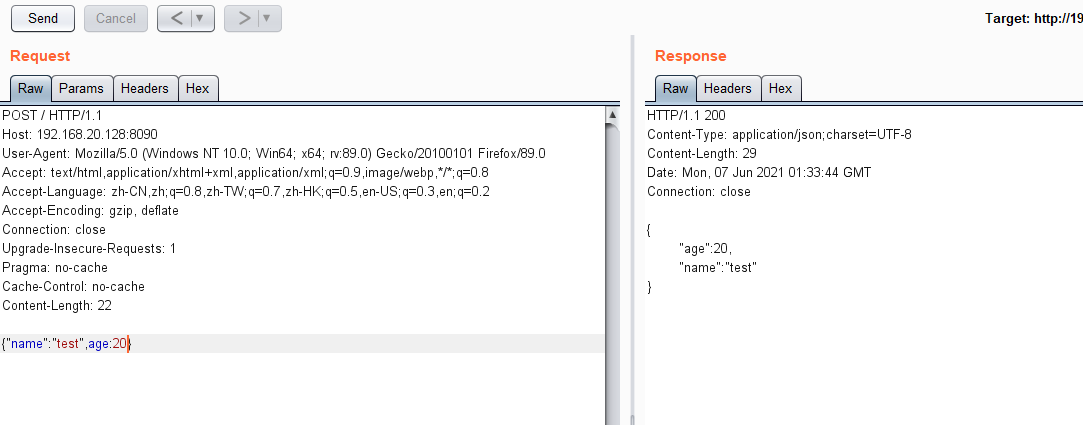 Send Cancel < ▼ > ▼ Target: http://19
Request
Raw Params Headers Hex
POST / HTTP/1.1
Host: 192.168.20.128:8090
User-Agent: Mozilla/5.0 (Windows NT 10.0; Win64; x64; rv:89.0) Gecko/20100101 Firefox/89.0
Accept: text/html,application/xhtml+xml,application/xml;q=0.9,image/webp,*/*;q=0.8
Accept-Language: zh-CN,zh;q=0.8,zh-TW;q=0.7,zh-HK;q=0.5,en-US;q=0.3,en;q=0.2
Accept-Encoding: gzip, deflate
Connection: close
Upgrade-Insecure-Requests: 1
Pragma: no-cache
Cache-Control: no-cache
Content-Length: 22
{"name":"test",age:20}
Response
Raw Headers Hex
HTTP/1.1 200
Content-Type: application/json;charset=UTF-8
Content-Length: 29
Date: Mon, 07 Jun 2021 01:33:44 GMT
Connection: close
{
"age":20,
"name":"test"
}